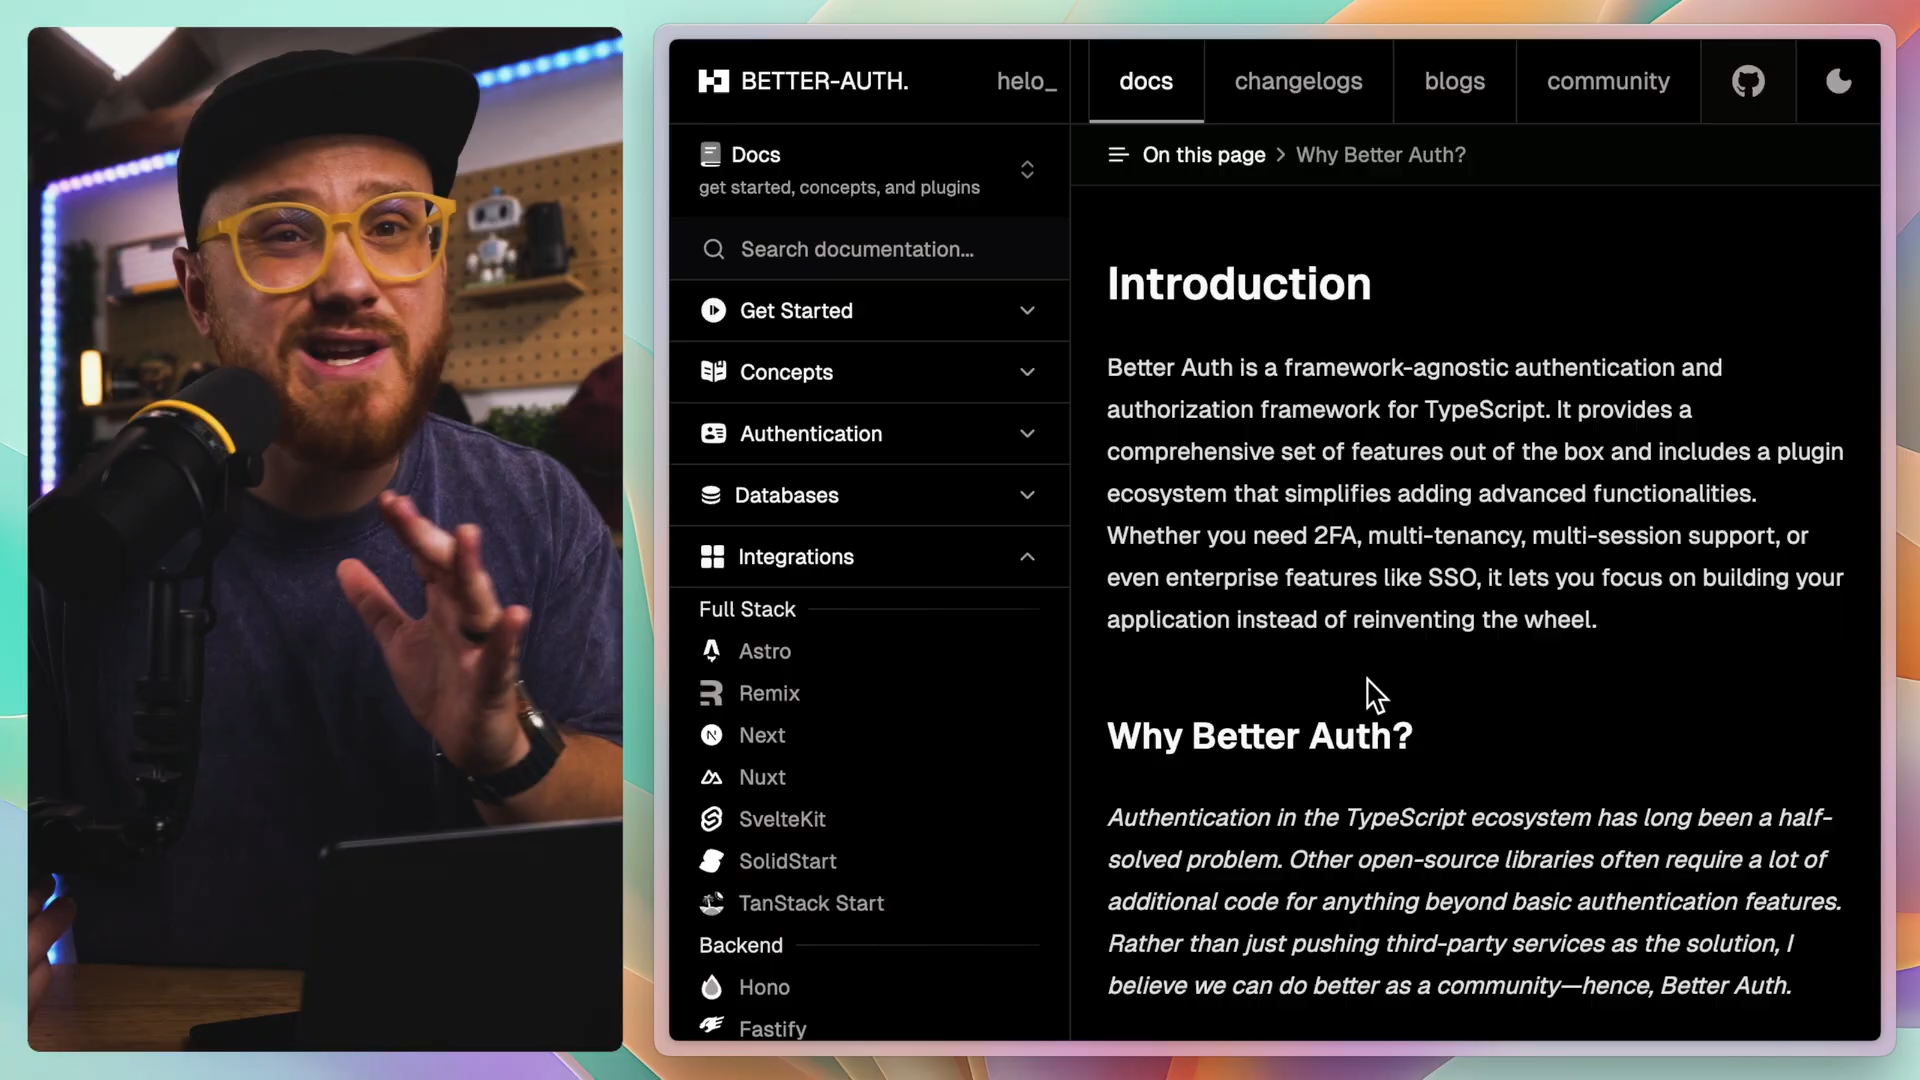 BETTER-AUTH.
helo_
docs
changelogs
blogs
community
Docs
get started, concepts, and plugins
Search documentation...
Get Started
Concepts
Authentication
Databases
Integrations
Full Stack
Astro
Remix
Next
Nuxt
SvelteKit
SolidStart
TanStack Start
Backend
Hono
Fastify
On this page > Why Better Auth?
Introduction
Better Auth is a framework-agnostic authentication and
authorization framework for TypeScript. It provides a
comprehensive set of features out of the box and includes a plugin
ecosystem that simplifies adding advanced functionalities.
Whether you need 2FA, multi-tenancy, multi-session support, or
even enterprise features like SSO, it lets you focus on building your
application instead of reinventing the wheel.
Why Better Auth?
Authentication in the TypeScript ecosystem has long been a half-
solved problem. Other open-source libraries often require a lot of
additional code for anything beyond basic authentication features.
Rather than just pushing third-party services as the solution, I
believe we can do better as a community—hence, Better Auth.